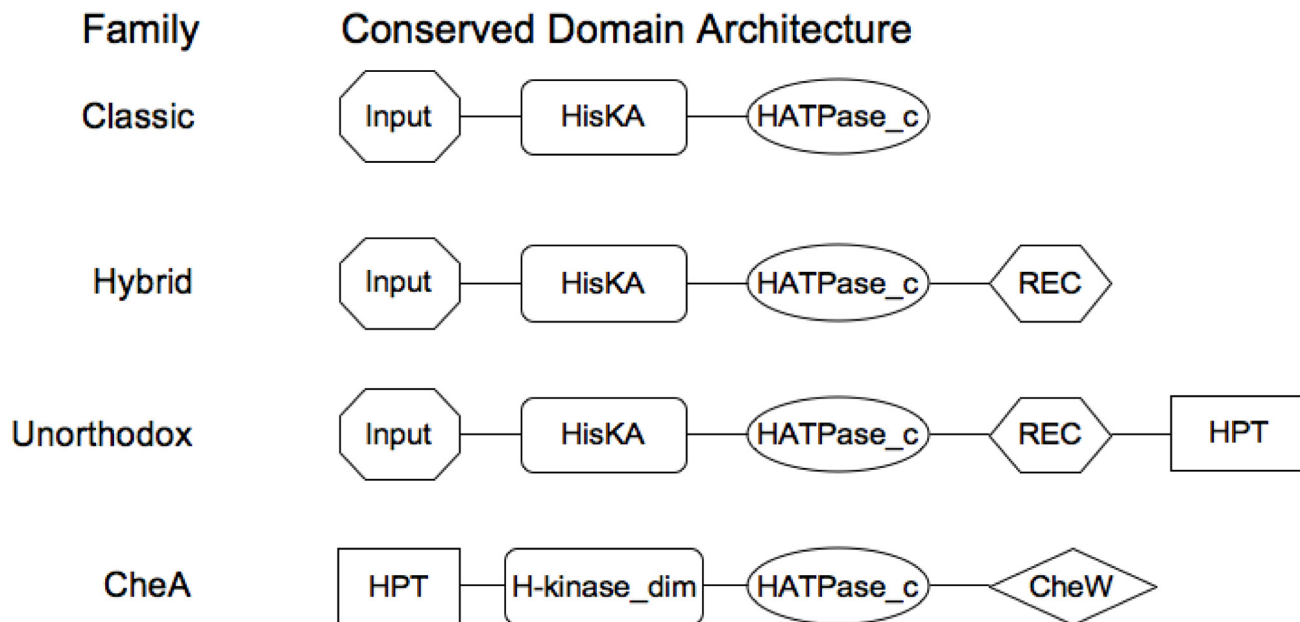 Family Conserved Domain Architecture
Classic Input HisKA HATPase_c
Hybrid Input HisKA HATPase_c REC
Unorthodox Input HisKA HATPase_c REC HPT
CheA HPT H-kinase_dim HATPase_c CheW